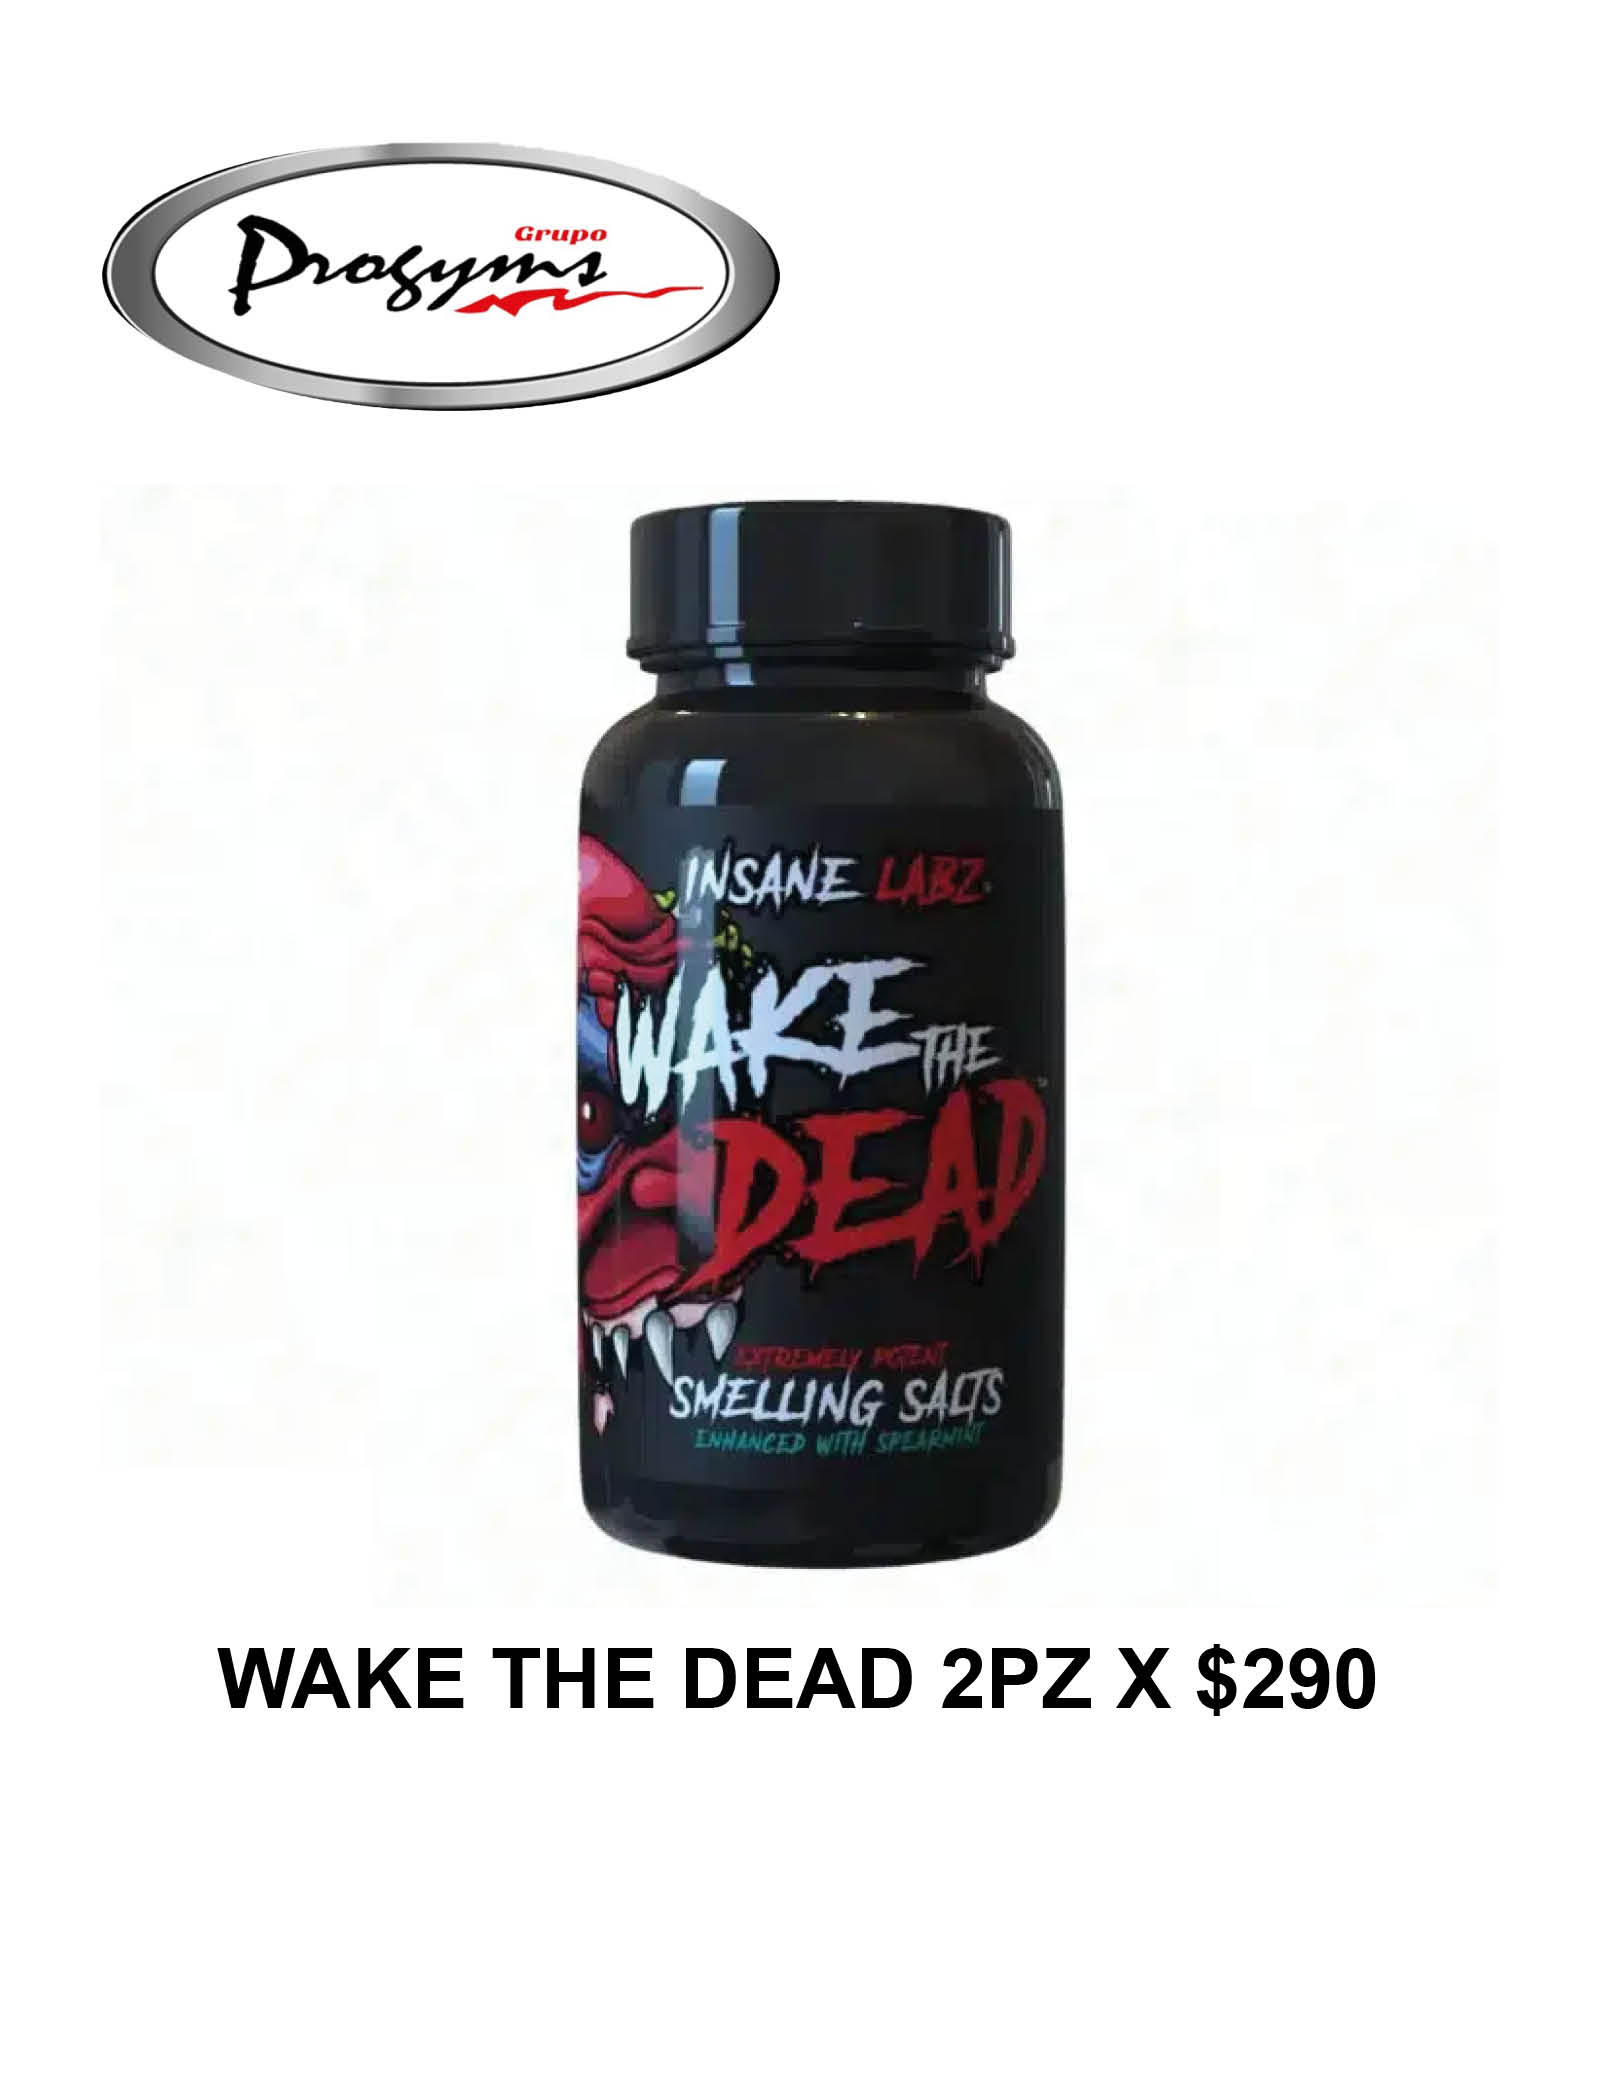 Grupo
Progyms
INSANE LABZ
WAKE THE
DEAD
EXTREMELY POTENT
SMELLING SALTS
ENHANCED WITH SPEARMINT
WAKE THE DEAD 2PZ X $290